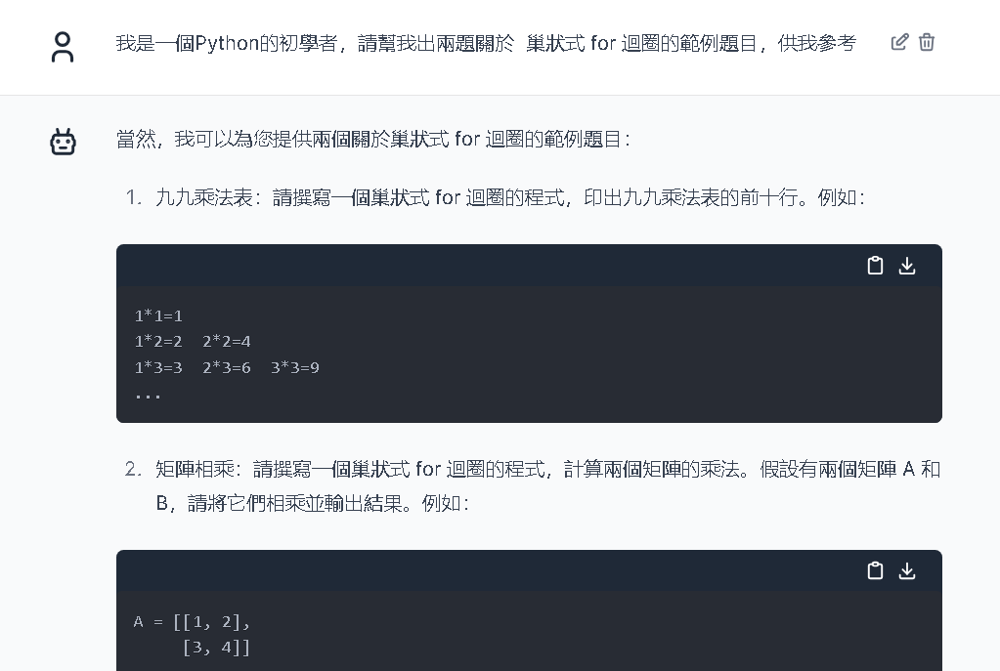 我是一個Python的初學者，請幫我出兩題關於 巢狀式 for 迴圈的範例題目，供我參考
當然，我可以為您提供兩個關於巢狀式 for 迴圈的範例題目：
1. 九九乘法表：請撰寫一個巢狀式 for 迴圈的程式，印出九九乘法表的前十行。例如：
1*1=1
1*2=2  2*2=4
1*3=3  2*3=6  3*3=9
...
2. 矩陣相乘：請撰寫一個巢狀式 for 迴圈的程式，計算兩個矩陣的乘法。假設有兩個矩陣 A 和
B，請將它們相乘並輸出結果。例如：
A = [[1, 2],
     [3, 4]]